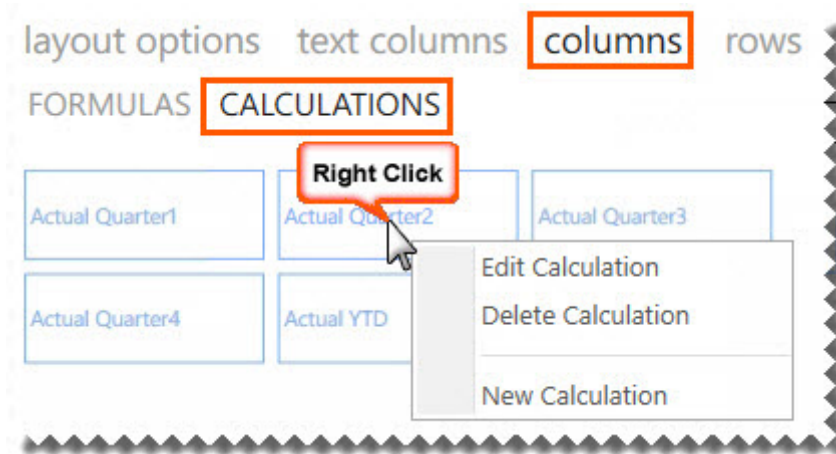 layout options text columns columns rows
FORMULAS CALCULATIONS
Right Click
Actual Quarter1 Actual Quarter2 Actual Quarter3
Edit Calculation
Actual Quarter4 Actual YTD Delete Calculation
New Calculation